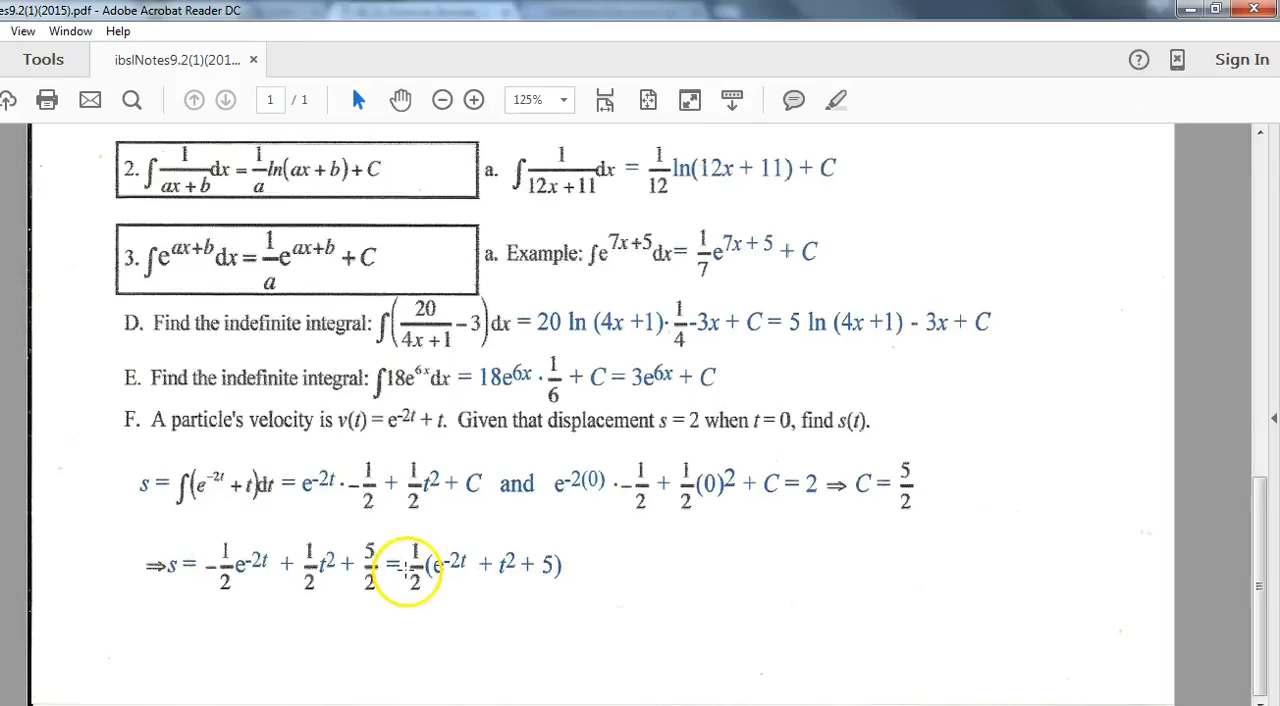 es9.2(1)(2015).pdf - Adobe Acrobat Reader DC
View Window Help
Tools ibslNotes9.2(1)(201... × Sign In
1 / 1 125%
2. ∫ 1/(ax + b) dx = 1/a ln(ax + b) + C a. ∫ 1/(12x + 11) dx = 1/12 ln(12x + 11) + C
3. ∫e^(ax+b) dx = 1/a e^(ax+b) + C a. Example: ∫e^(7x+5) dx = 1/7 e^(7x + 5) + C
D. Find the indefinite integral: ∫(20/(4x + 1) − 3) dx = 20 ln (4x +1)· 1/4 -3x + C = 5 ln (4x +1) - 3x + C
E. Find the indefinite integral: ∫18e^(6x) dx = 18e^(6x) · 1/6 + C = 3e^(6x) + C
F. A particle's velocity is v(t) = e^(-2t) + t. Given that displacement s = 2 when t = 0, find s(t).
s = ∫(e^(-2t) + t)dt = e^(-2t) · -1/2 + 1/2 t² + C and e^(-2(0)) · -1/2 + 1/2 (0)² + C = 2 ⇒ C = 5/2
⇒ s = -1/2 e^(-2t) + 1/2 t² + 5/2 = 1/2 (e^(-2t) + t² + 5)